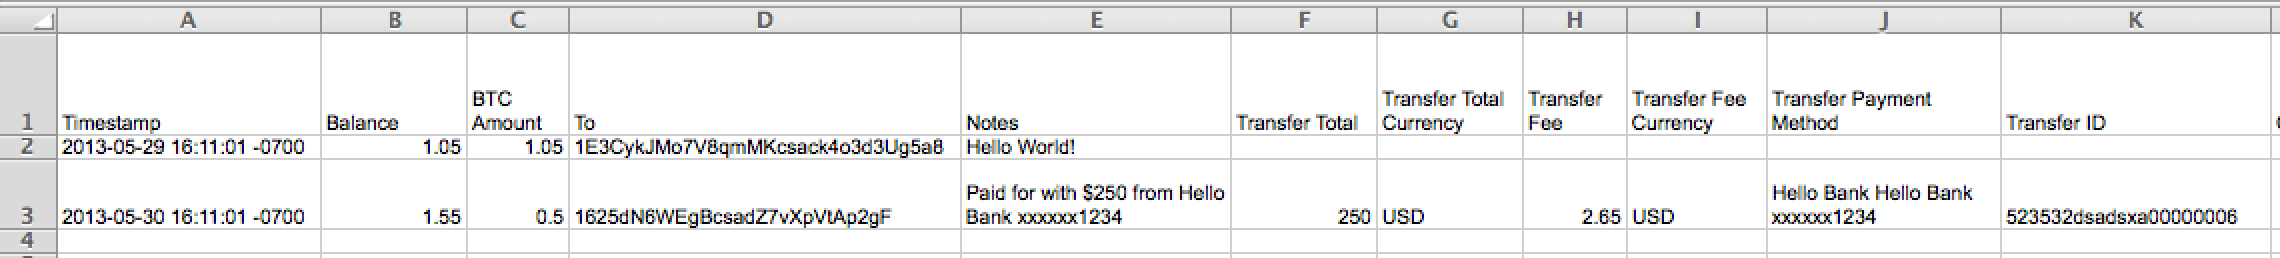 A B C D E F G H I J K
1 Timestamp Balance BTC Amount To Notes Transfer Total Transfer Total Currency Transfer Fee Transfer Fee Currency Transfer Payment Method Transfer ID
2 2013-05-29 16:11:01 -0700 1.05 1.05 1E3CykJMo7V8qmMKcsack4o3d3Ug5a8 Hello World!
3 2013-05-30 16:11:01 -0700 1.55 0.5 1625dN6WEgBcsadZ7vXpVtAp2gF Paid for with $250 from Hello Bank xxxxxx1234 250 USD 2.65 USD Hello Bank Hello Bank xxxxxx1234 523532dsadsxa00000006
4